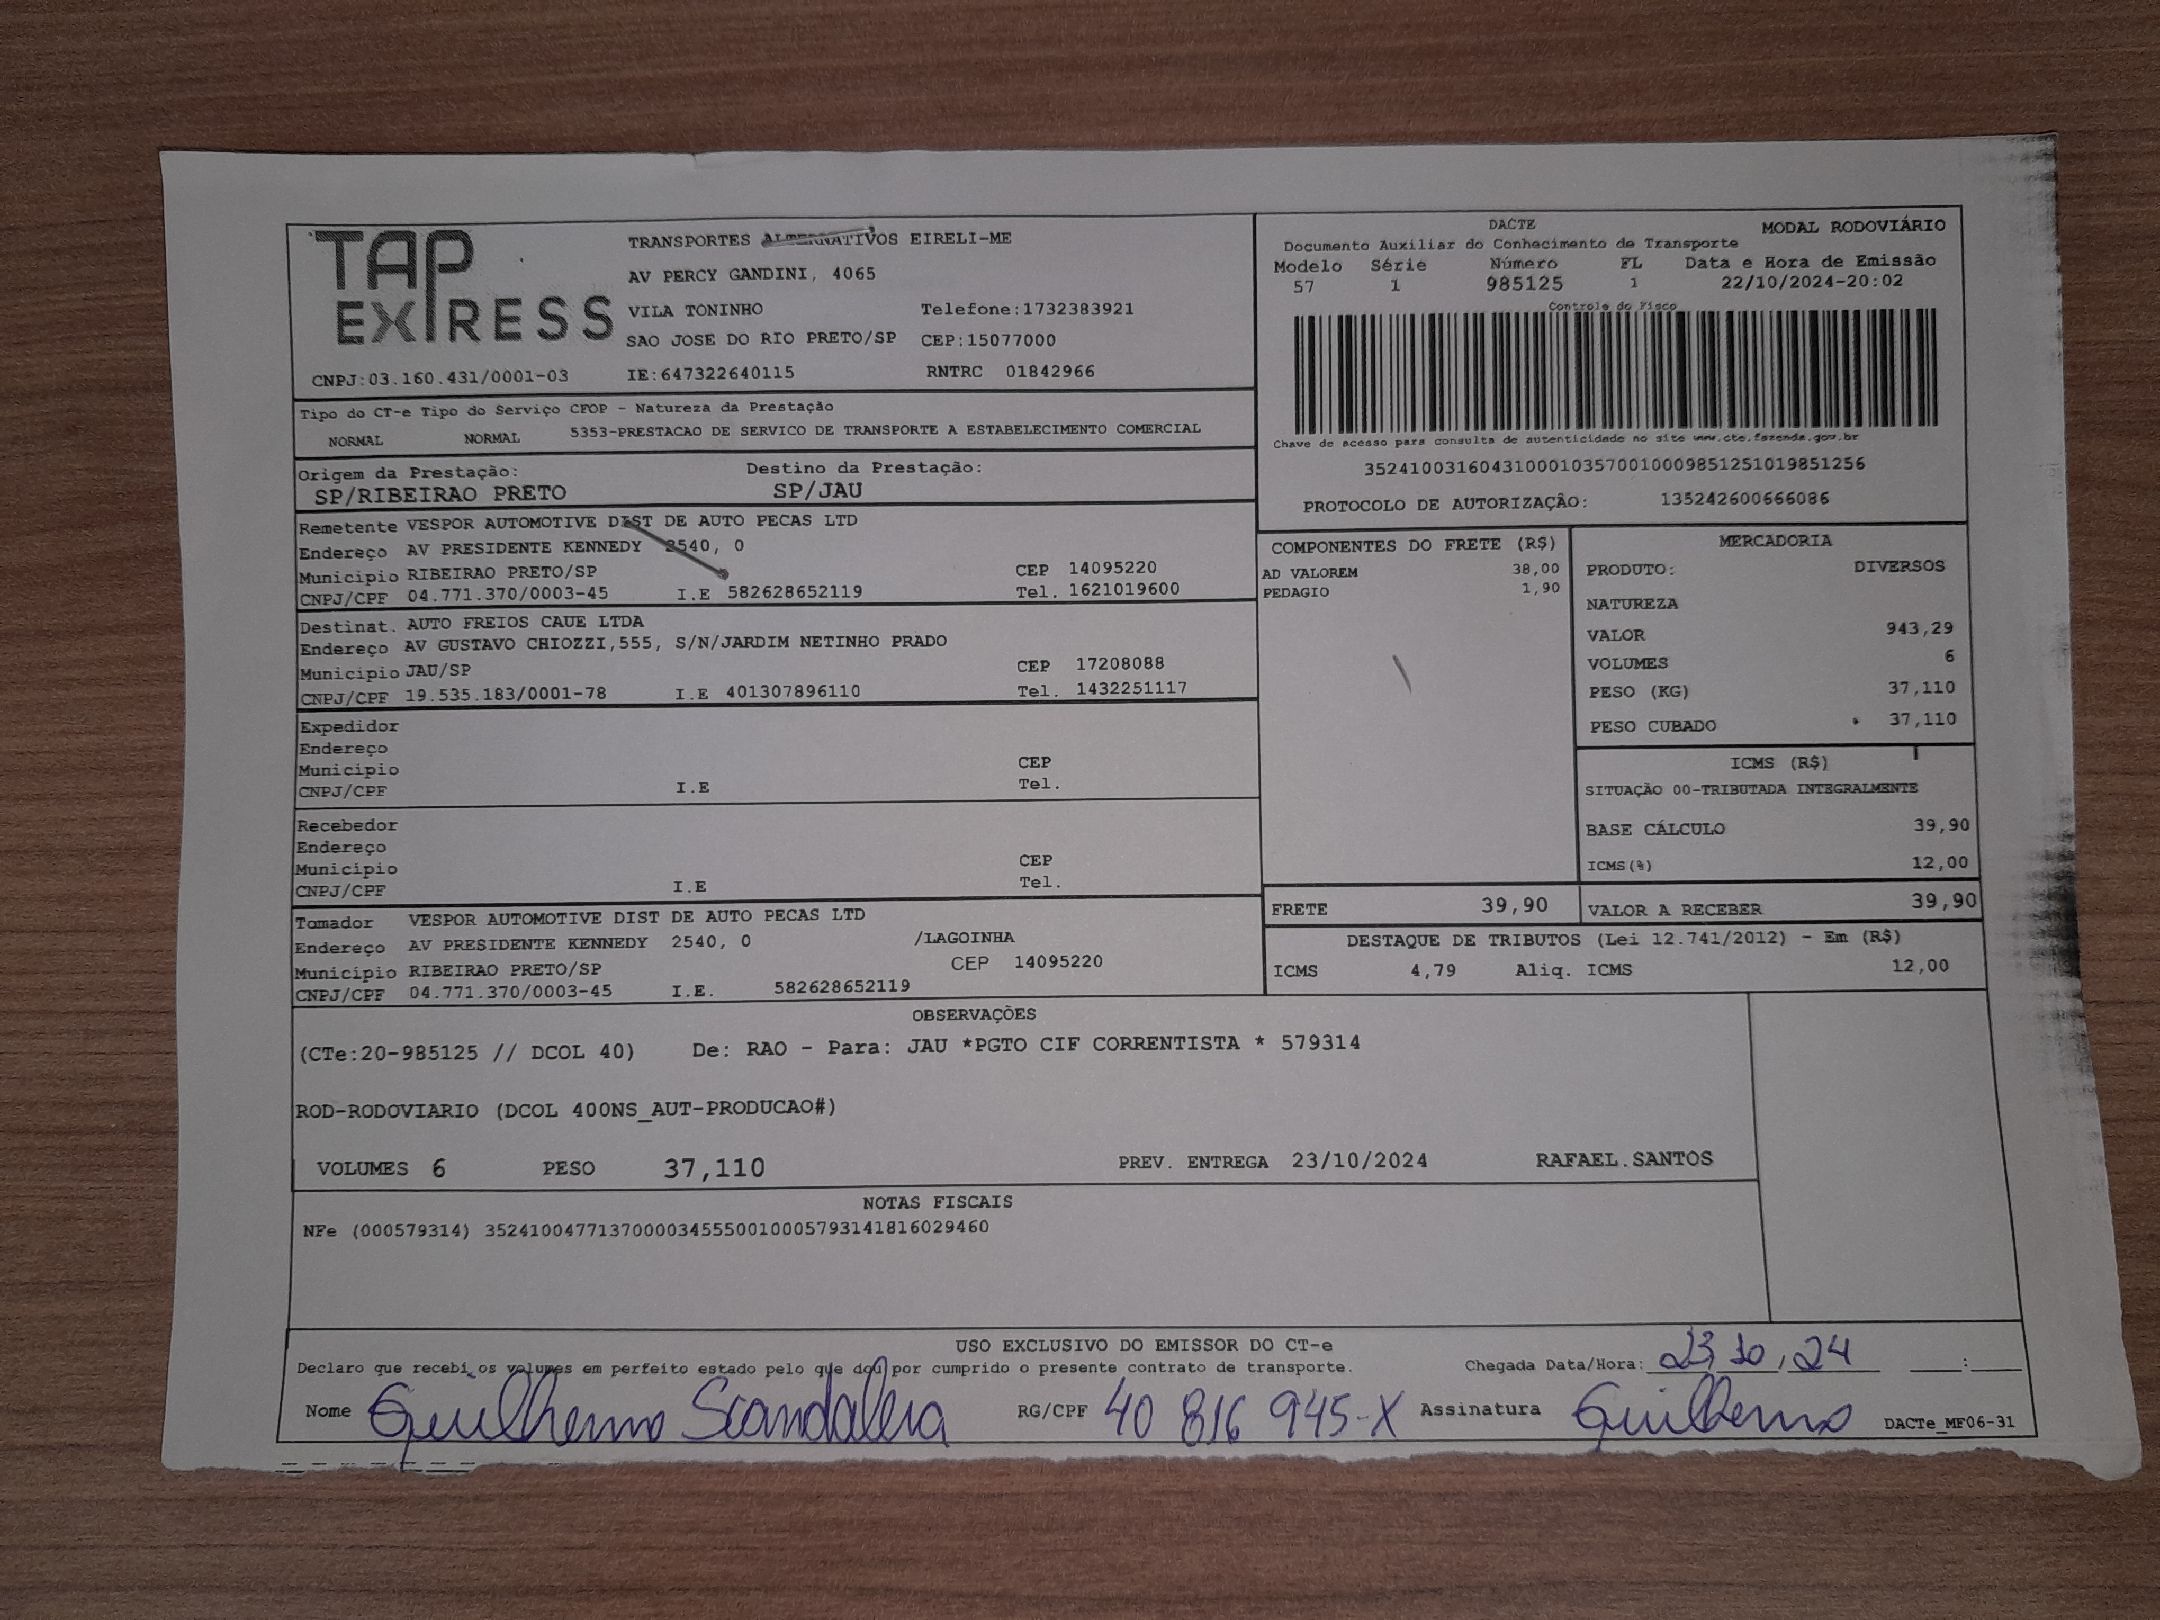 TAP EXPRESS
TRANSPORTES ALTERNATIVOS EIRELI-ME
AV PERCY GANDINI, 4065
VILA TONINHO Telefone:1732383921
SAO JOSE DO RIO PRETO/SP CEP:15077000
CNPJ:03.160.431/0001-03 IE:647322640115 RNTRC 01842966
DACTE MODAL RODOVIÁRIO
Documento Auxiliar do Conhecimento de Transporte
Modelo Série Número FL Data e Hora de Emissão
57 1 985125 1 22/10/2024-20:02
Controle do Fisco
Chave de acesso para consulta de autenticidade no site www.cte.fazenda.gov.br
35241003160431000103570010009851251019851256
PROTOCOLO DE AUTORIZAÇÃO: 135242600666086
Tipo do CT-e Tipo do Serviço CFOP - Natureza da Prestação
NORMAL NORMAL 5353-PRESTACAO DE SERVICO DE TRANSPORTE A ESTABELECIMENTO COMERCIAL
Origem da Prestação: Destino da Prestação:
SP/RIBEIRAO PRETO SP/JAU
Remetente VESPOR AUTOMOTIVE DIST DE AUTO PECAS LTD
Endereço AV PRESIDENTE KENNEDY 2540, 0
Municipio RIBEIRAO PRETO/SP CEP 14095220
CNPJ/CPF 04.771.370/0003-45 I.E 582628652119 Tel. 1621019600
Destinat. AUTO FREIOS CAUE LTDA
Endereço AV GUSTAVO CHIOZZI,555, S/N/JARDIM NETINHO PRADO
Municipio JAU/SP CEP 17208088
CNPJ/CPF 19.535.183/0001-78 I.E 401307896110 Tel. 1432251117
Expedidor
Endereço
Municipio CEP
CNPJ/CPF I.E Tel.
Recebedor
Endereço
Municipio CEP
CNPJ/CPF I.E Tel.
Tomador VESPOR AUTOMOTIVE DIST DE AUTO PECAS LTD
Endereço AV PRESIDENTE KENNEDY 2540, 0 /LAGOINHA
Municipio RIBEIRAO PRETO/SP CEP 14095220
CNPJ/CPF 04.771.370/0003-45 I.E. 582628652119
COMPONENTES DO FRETE (R$)
AD VALOREM 38,00
PEDAGIO 1,90
MERCADORIA
PRODUTO: DIVERSOS
NATUREZA
VALOR 943,29
VOLUMES 6
PESO (KG) 37,110
PESO CUBADO 37,110
ICMS (R$)
SITUAÇÃO 00-TRIBUTADA INTEGRALMENTE
BASE CÁLCULO 39,90
ICMS(%) 12,00
FRETE 39,90 VALOR A RECEBER 39,90
DESTAQUE DE TRIBUTOS (Lei 12.741/2012) - Em (R$)
ICMS 4,79 Aliq. ICMS 12,00
OBSERVAÇÕES
(CTe:20-985125 // DCOL 40) De: RAO - Para: JAU *PGTO CIF CORRENTISTA * 579314
ROD-RODOVIARIO (DCOL 400NS_AUT-PRODUCAO#)
VOLUMES 6 PESO 37,110 PREV. ENTREGA 23/10/2024 RAFAEL.SANTOS
NOTAS FISCAIS
NFe (000579314) 35241004771370000345550010005793141816029460
USO EXCLUSIVO DO EMISSOR DO CT-e
Declaro que recebi os volumes em perfeito estado pelo que dou por cumprido o presente contrato de transporte. Chegada Data/Hora: 23 10 24 :
Nome Guilherme Scandalera RG/CPF 40 816 945-X Assinatura Guilherme DACTe_MF06-31